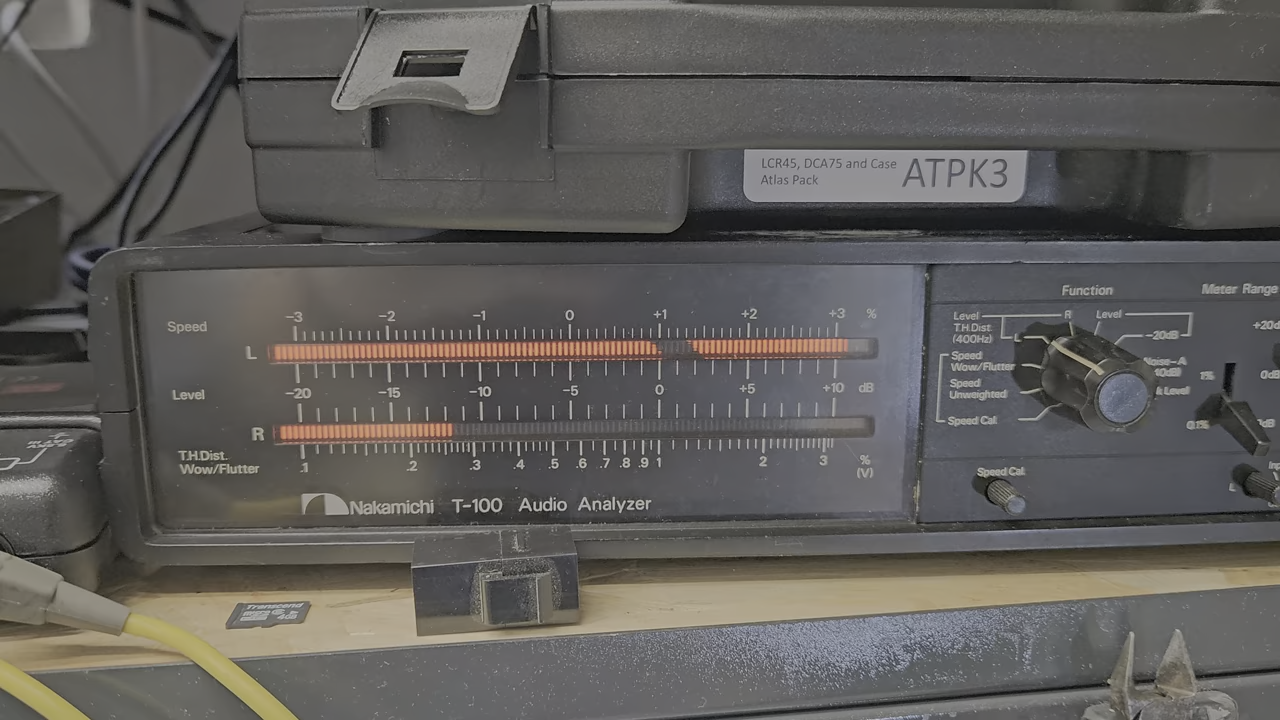 LCR45, DCA75 and Case
Atlas Pack
ATPK3
Speed
-3 -2 -1 0 +1 +2 +3 %
L
Level
-20 -15 -10 -5 0 +5 +10 dB
R
T.H.Dist.
Wow/Flutter
.1 .2 .3 .4 .5 .6 .7 .8 .9 1 2 3 %
(V)
Nakamichi T-100 Audio Analyzer
Function
Meter Range
Level
R
Level
T.H.Dist.
(400Hz)
L
-20dB
+20d
Speed
Wow/Flutter
Noise-A
1%
0dB
Speed
Unweighted
Level
Speed Cal
0.1%
Speed Cal.
Transcend
4GB